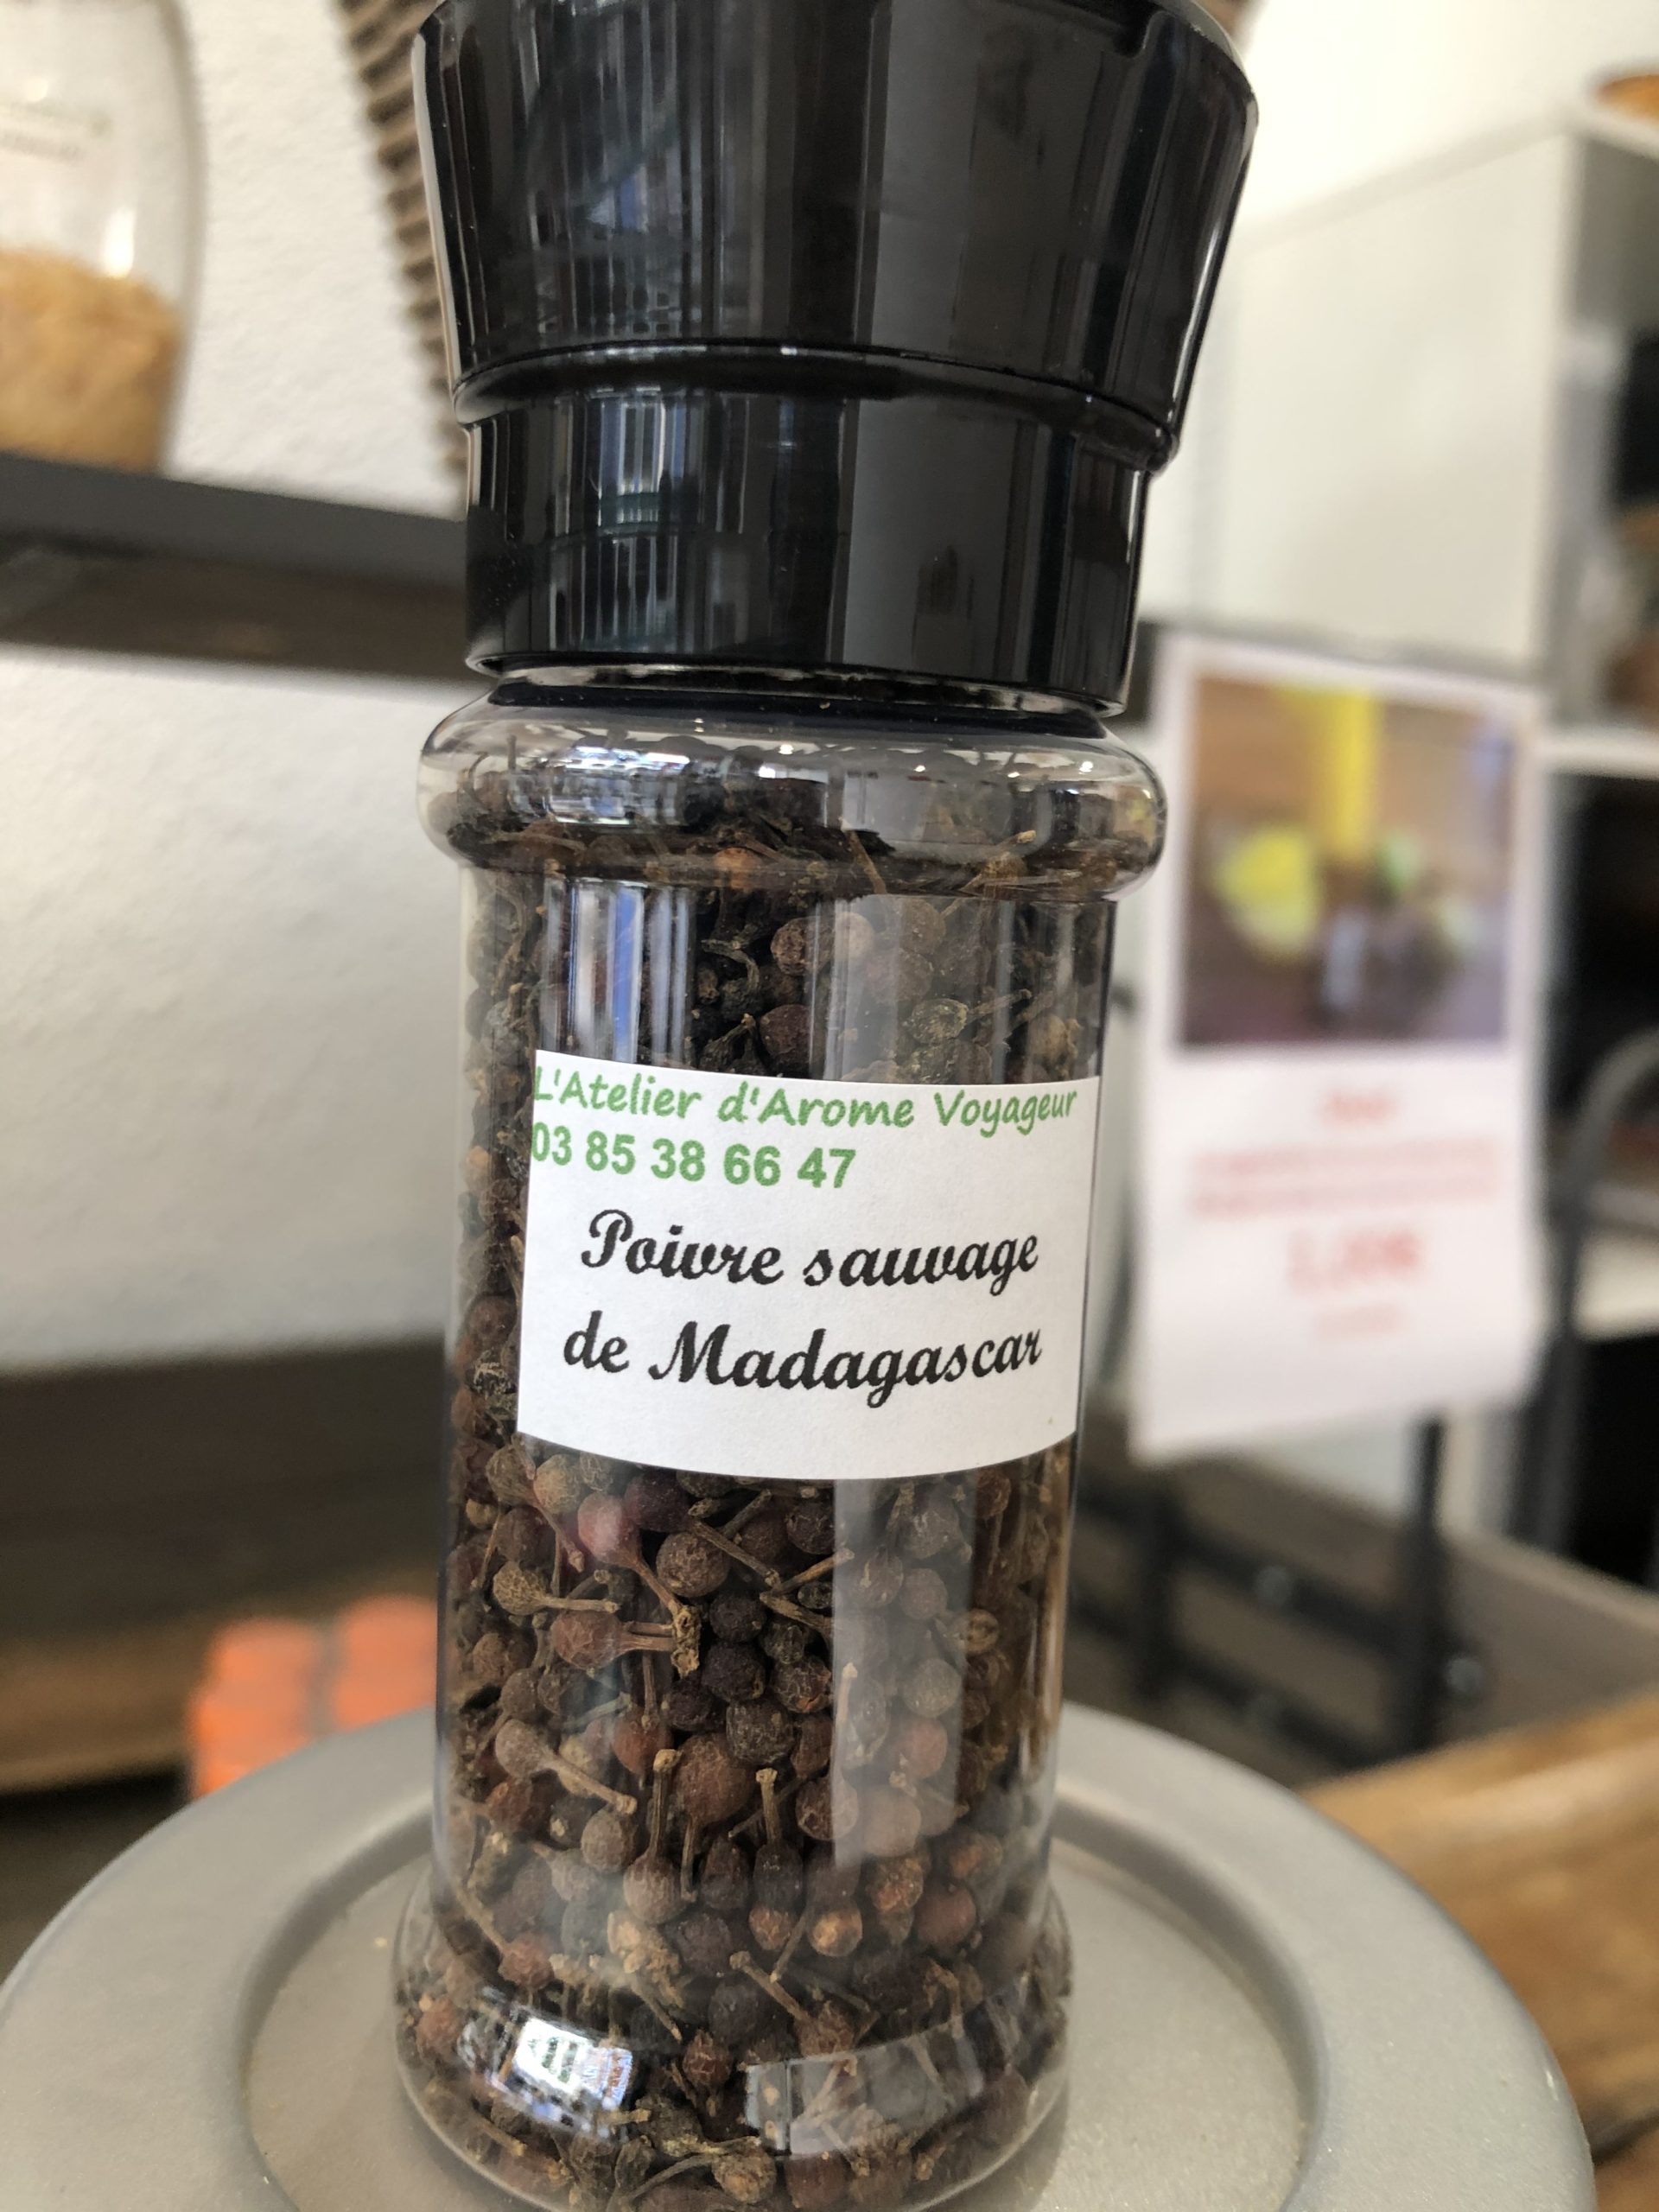 L'Atelier d'Arome Voyageur
03 85 38 66 47
Poivre sauvage
de Madagascar